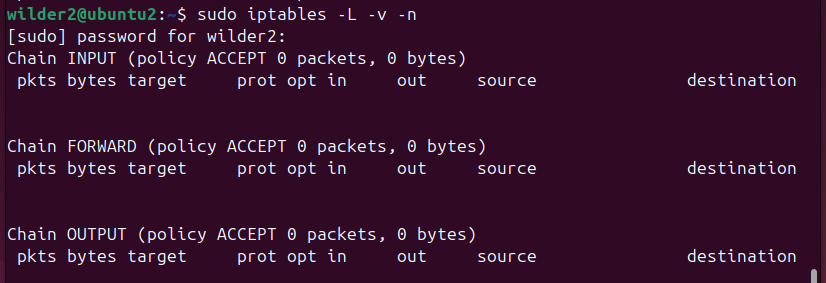 wilder2@ubuntu2:~$ sudo iptables -L -v -n
[sudo] password for wilder2:
Chain INPUT (policy ACCEPT 0 packets, 0 bytes)
 pkts bytes target     prot opt in     out     source               destination

Chain FORWARD (policy ACCEPT 0 packets, 0 bytes)
 pkts bytes target     prot opt in     out     source               destination

Chain OUTPUT (policy ACCEPT 0 packets, 0 bytes)
 pkts bytes target     prot opt in     out     source               destination